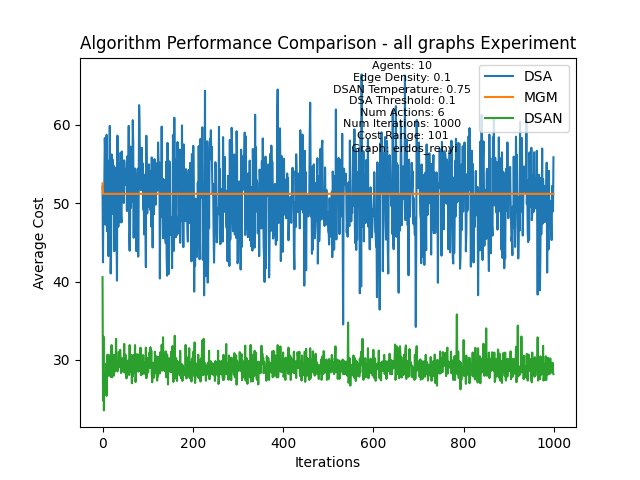 Algorithm Performance Comparison - all graphs Experiment
Agents: 10
Edge Density: 0.1
DSAN Temperature: 0.75
DSA Threshold: 0.1
Num Actions: 6
Num Iterations: 1000
Cost Range: 101
Graph: erdos_renyi
DSA
MGM
DSAN
60
50
40
30
Average Cost
0
200
400
600
800
1000
Iterations